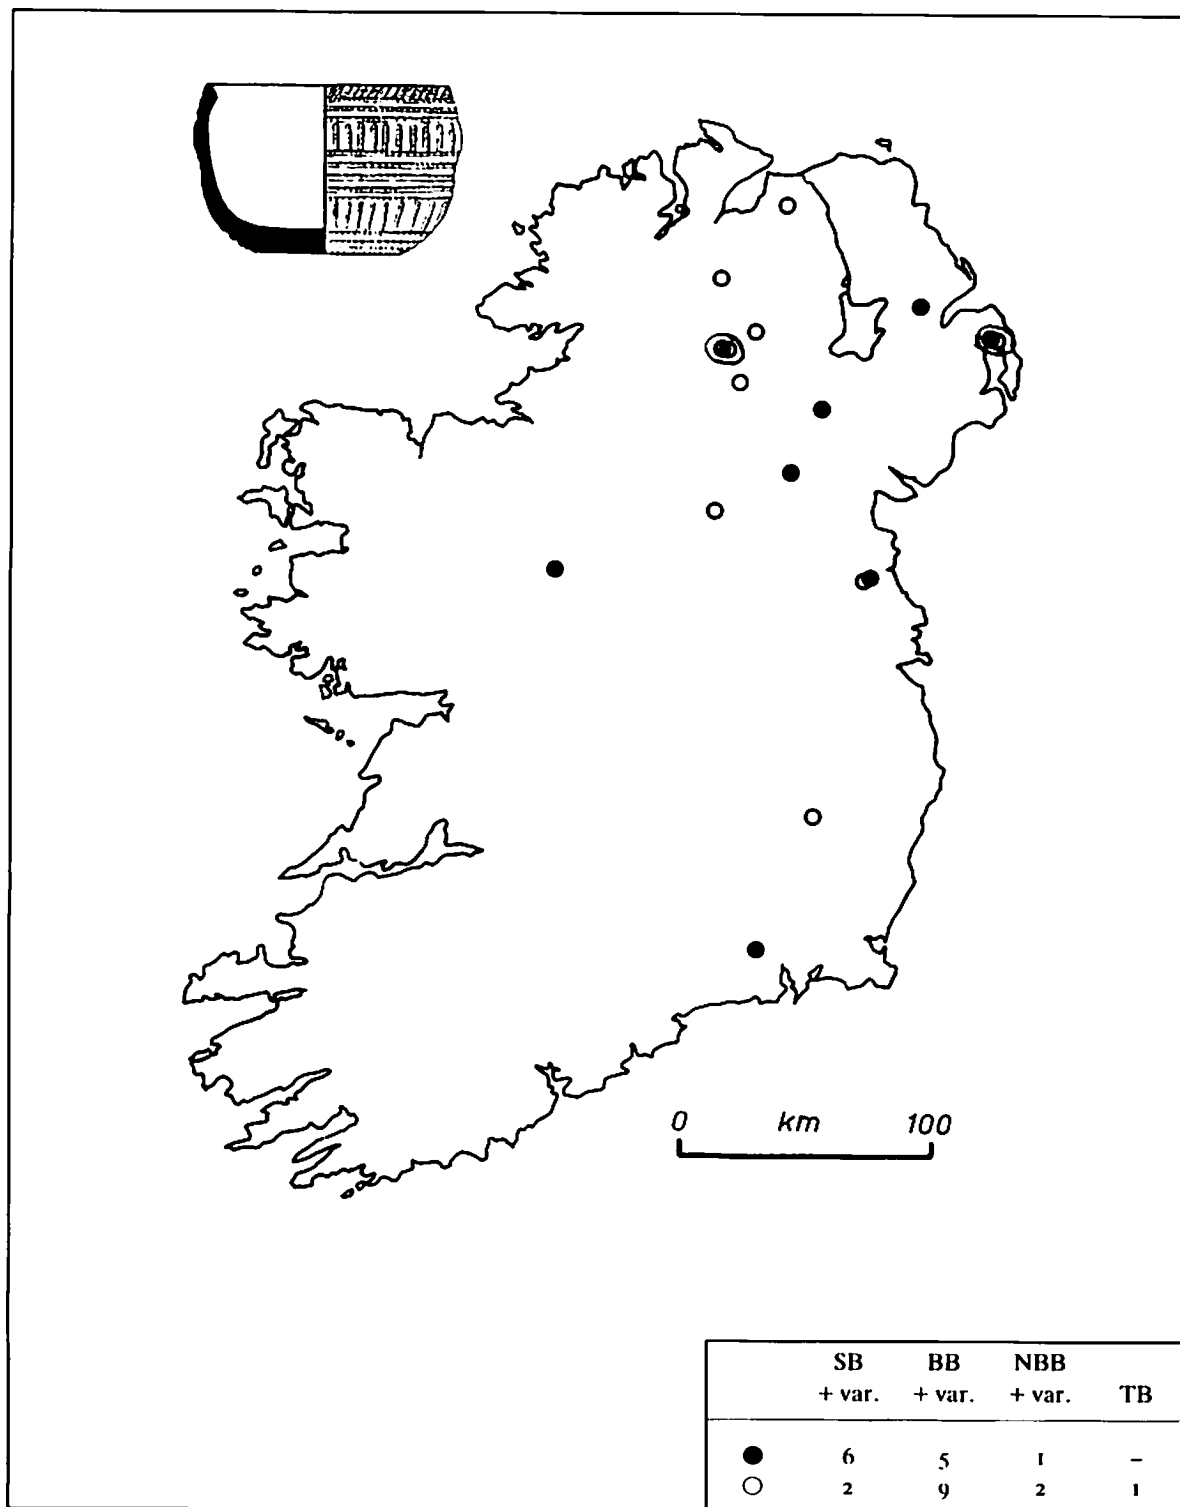 0 km 100
SB BB NBB
+ var. + var. + var. TB
● 6 5 1 –
○ 2 9 2 1